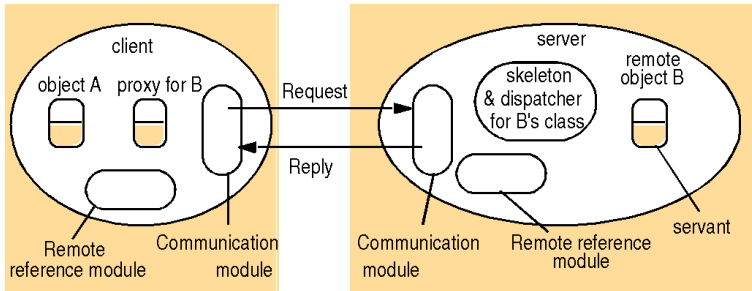 client
object A
proxy for B
Request
Reply
Remote
reference module
Communication
module
server
skeleton
& dispatcher
for B's class
remote
object B
Communication
module
Remote reference
module
servant